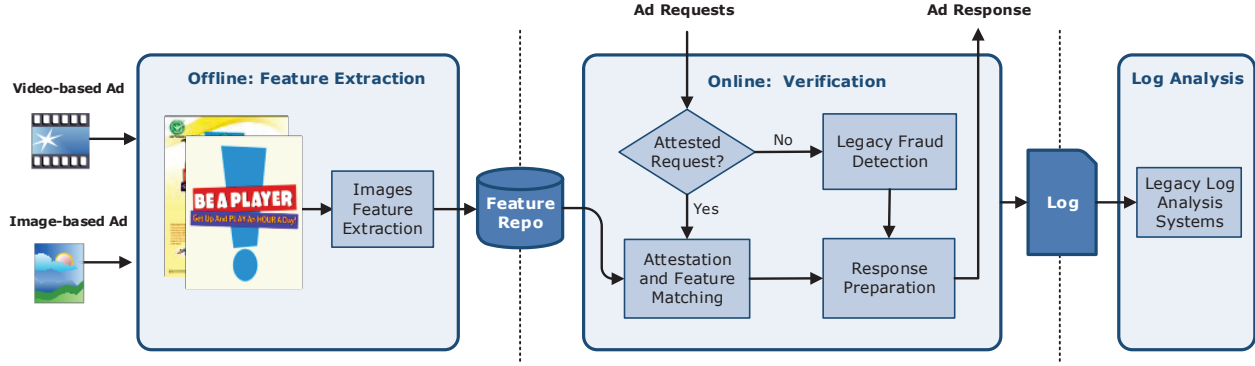 Ad Requests
Ad Response
Offline: Feature Extraction
Online: Verification
Log Analysis
Video-based Ad
Image-based Ad
BE A PLAYER
Get Up And PLAY An HOUR A Day!
Images
Feature
Extraction
Feature
Repo
Attested
Request?
No
Yes
Legacy Fraud
Detection
Attestation
and Feature
Matching
Response
Preparation
Log
Legacy Log
Analysis
Systems